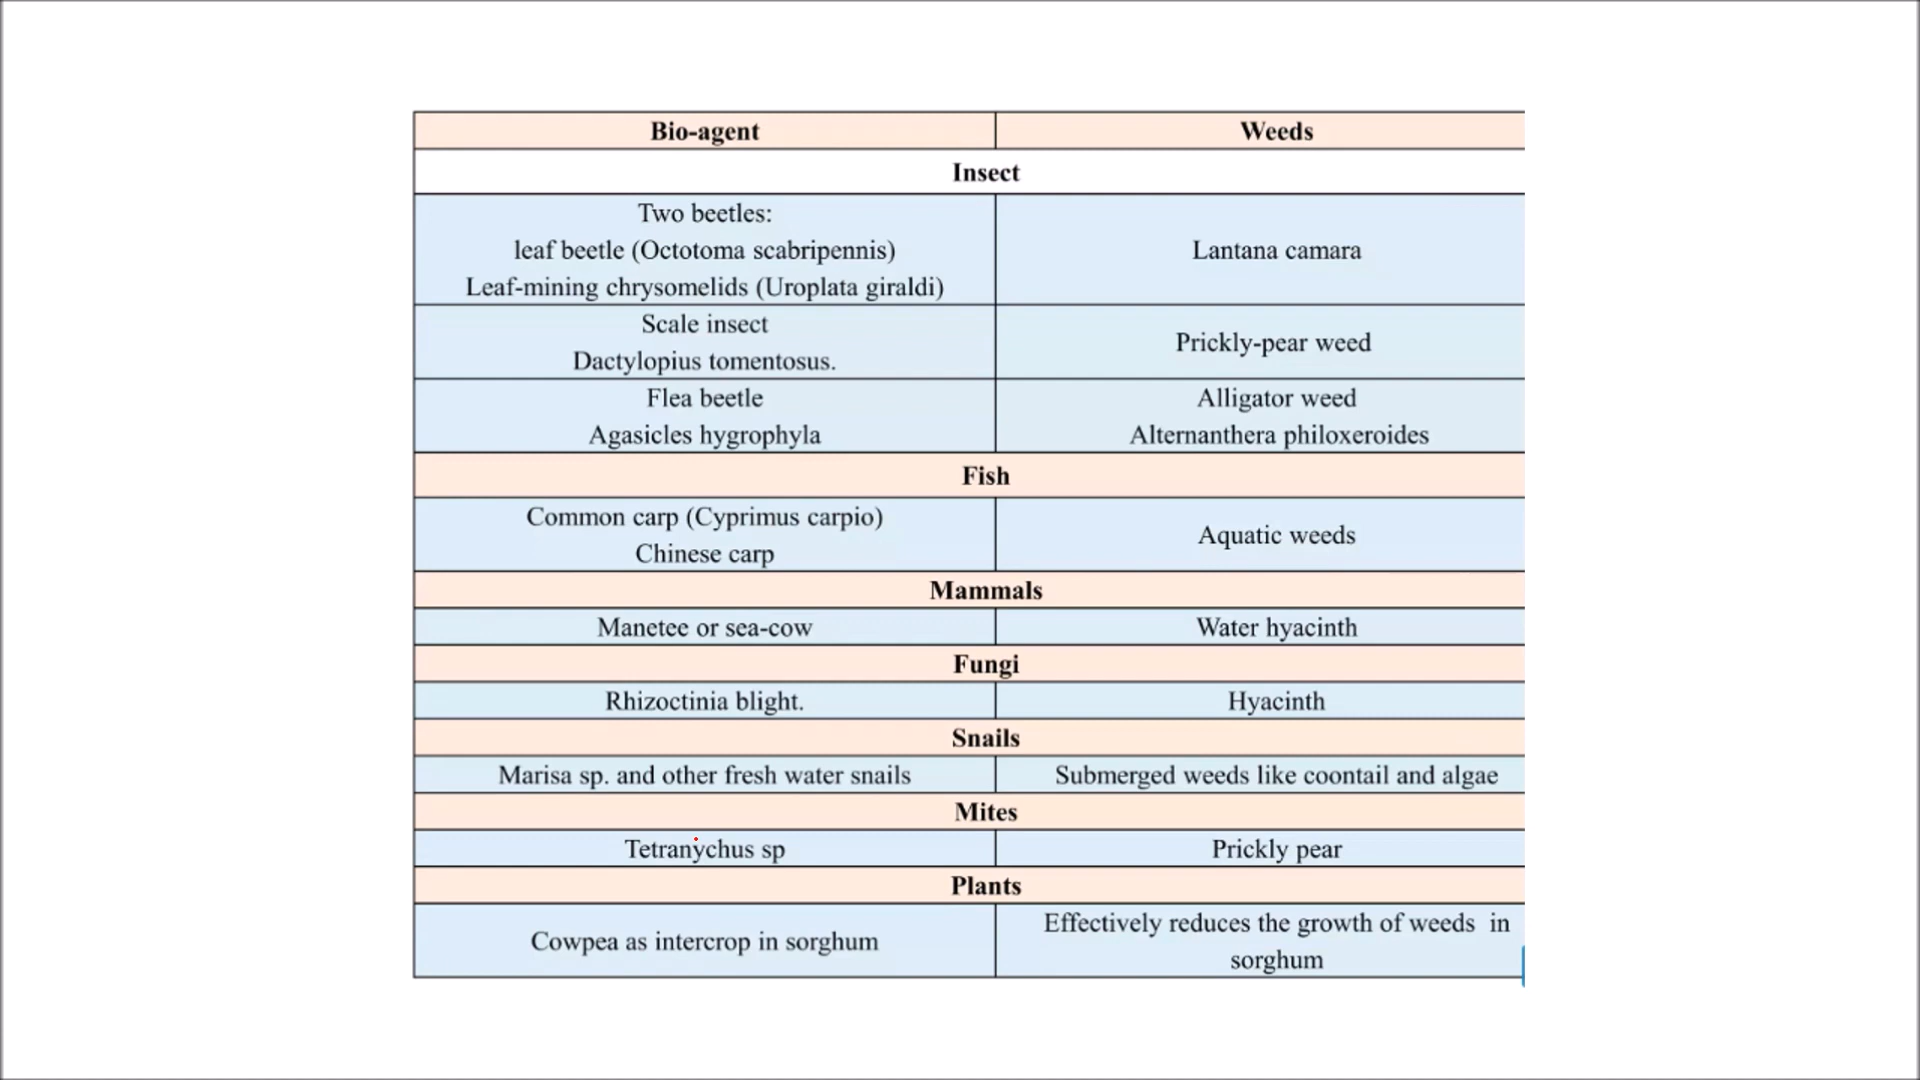 Bio-agent
Weeds
Insect
Two beetles:
leaf beetle (Octotoma scabripennis)
Leaf-mining chrysomelids (Uroplata giraldi)
Lantana camara
Scale insect
Dactylopius tomentosus.
Prickly-pear weed
Flea beetle
Agasicles hygrophyla
Alligator weed
Alternanthera philoxeroides
Fish
Common carp (Cyprimus carpio)
Chinese carp
Aquatic weeds
Mammals
Manetee or sea-cow
Water hyacinth
Fungi
Rhizoctinia blight.
Hyacinth
Snails
Marisa sp. and other fresh water snails
Submerged weeds like coontail and algae
Mites
Tetranychus sp
Prickly pear
Plants
Cowpea as intercrop in sorghum
Effectively reduces the growth of weeds in
sorghum